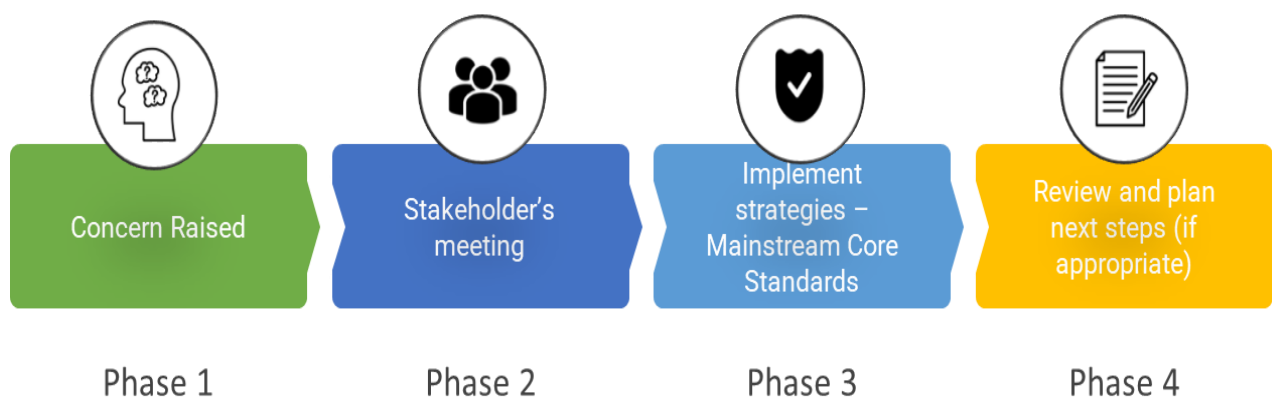 Concern Raised
Stakeholder’s
meeting
Implement
strategies –
Mainstream Core
Standards
Review and plan
next steps (if
appropriate)
Phase 1
Phase 2
Phase 3
Phase 4